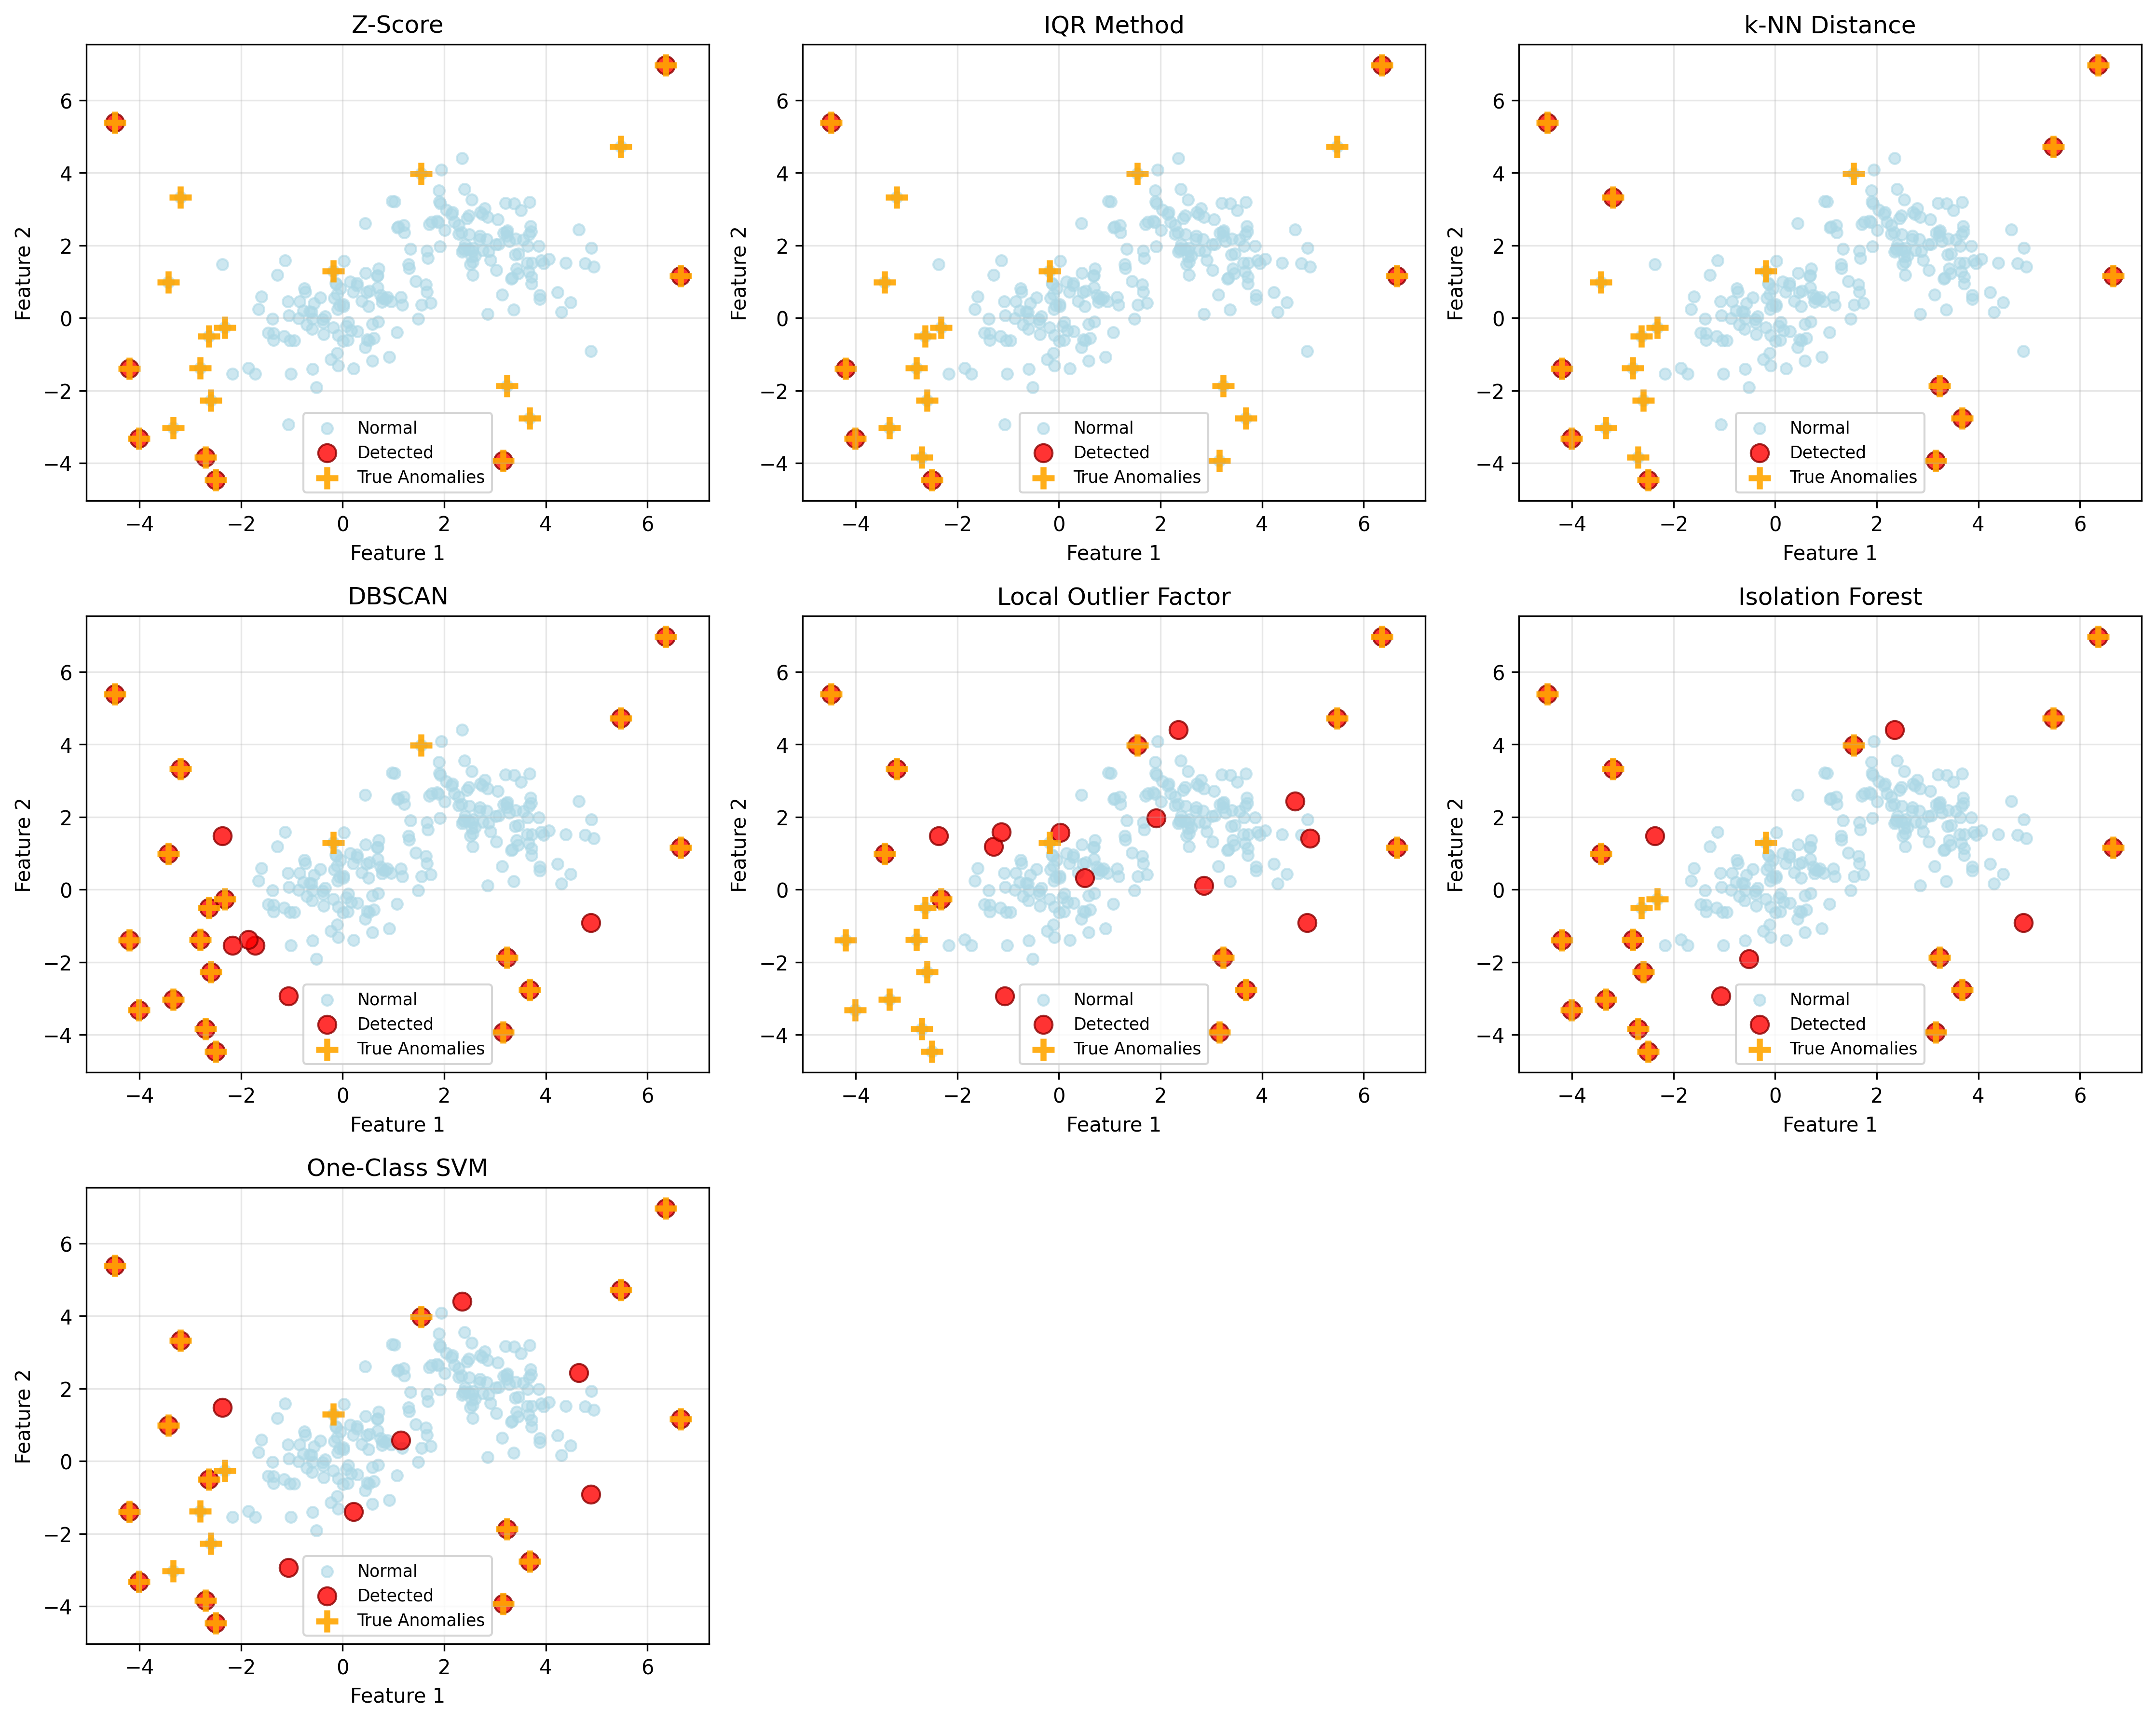 Z-Score
IQR Method
k-NN Distance
6
4
2
0
−2
−4
Feature 2
−4 −2 0 2 4 6
Feature 1
Normal
Detected
True Anomalies
6
4
2
0
−2
−4
Feature 2
−4 −2 0 2 4 6
Feature 1
Normal
Detected
True Anomalies
6
4
2
0
−2
−4
Feature 2
−4 −2 0 2 4 6
Feature 1
Normal
Detected
True Anomalies
DBSCAN
Local Outlier Factor
Isolation Forest
6
4
2
0
−2
−4
Feature 2
−4 −2 0 2 4 6
Feature 1
Normal
Detected
True Anomalies
6
4
2
0
−2
−4
Feature 2
−4 −2 0 2 4 6
Feature 1
Normal
Detected
True Anomalies
6
4
2
0
−2
−4
Feature 2
−4 −2 0 2 4 6
Feature 1
Normal
Detected
True Anomalies
One-Class SVM
6
4
2
0
−2
−4
Feature 2
−4 −2 0 2 4 6
Feature 1
Normal
Detected
True Anomalies